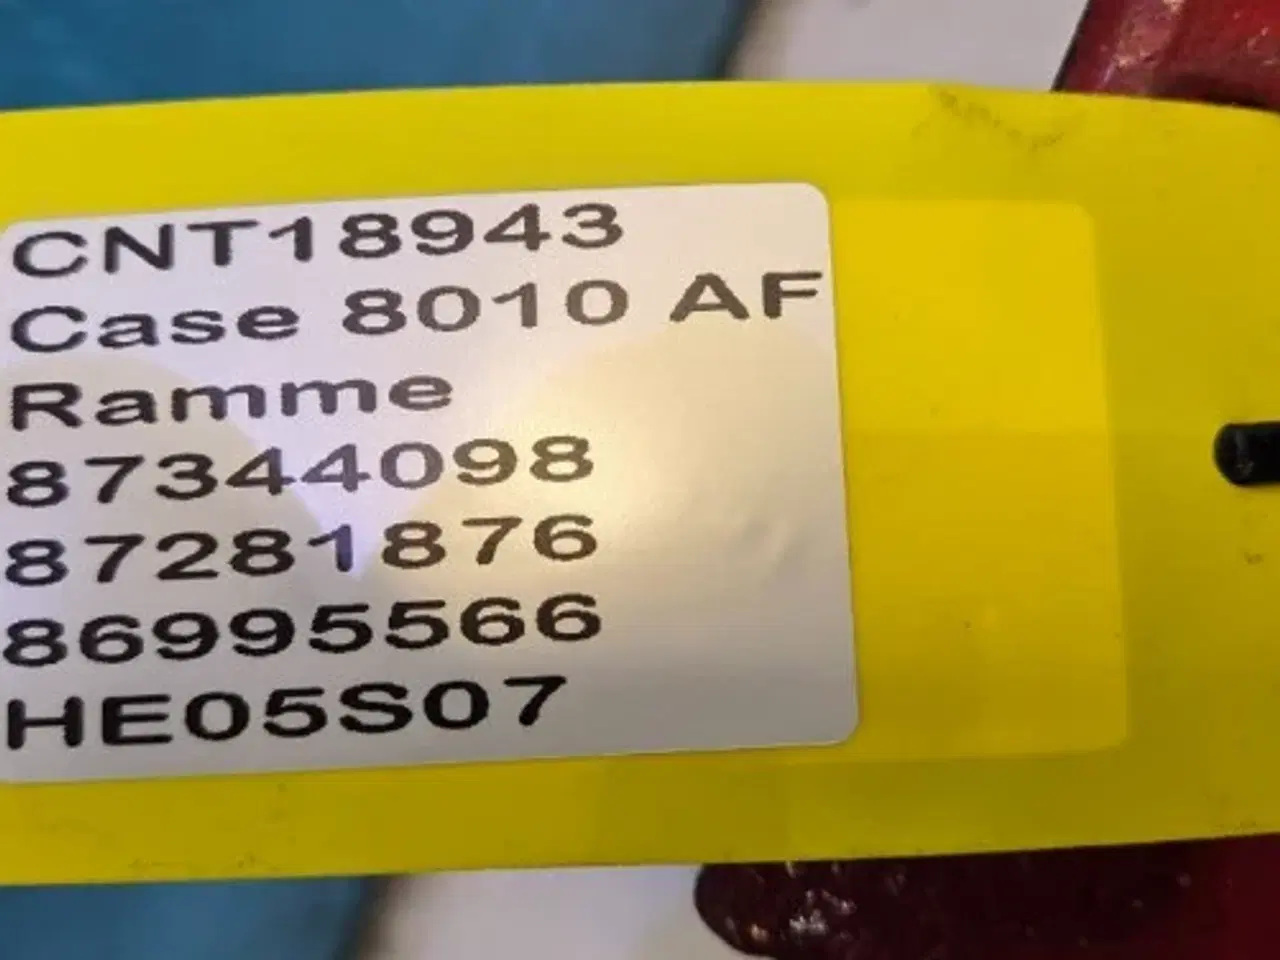 CNT18943
Case 8010 AF
Ramme
87344098
87281876
86995566
HE05S07